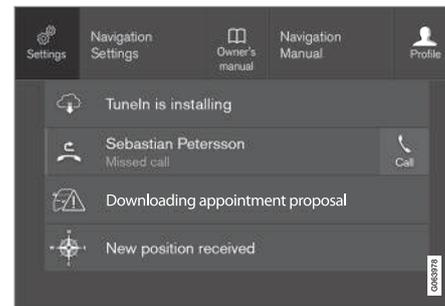 Settings
Navigation
Settings
Owner's
manual
Navigation
Manual
Profile
TuneIn is installing
Sebastian Petersson
Missed call
Call
Downloading appointment proposal
New position received
G063978